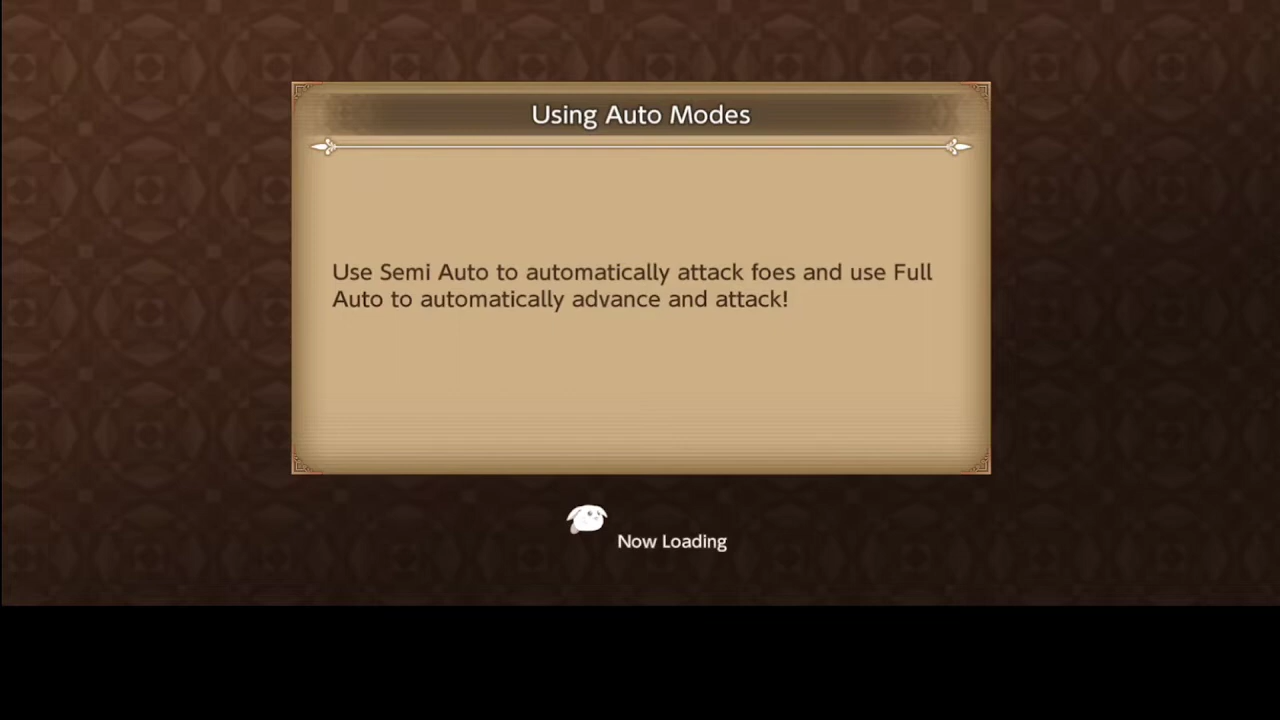 Using Auto Modes
Use Semi Auto to automatically attack foes and use Full
Auto to automatically advance and attack!
Now Loading